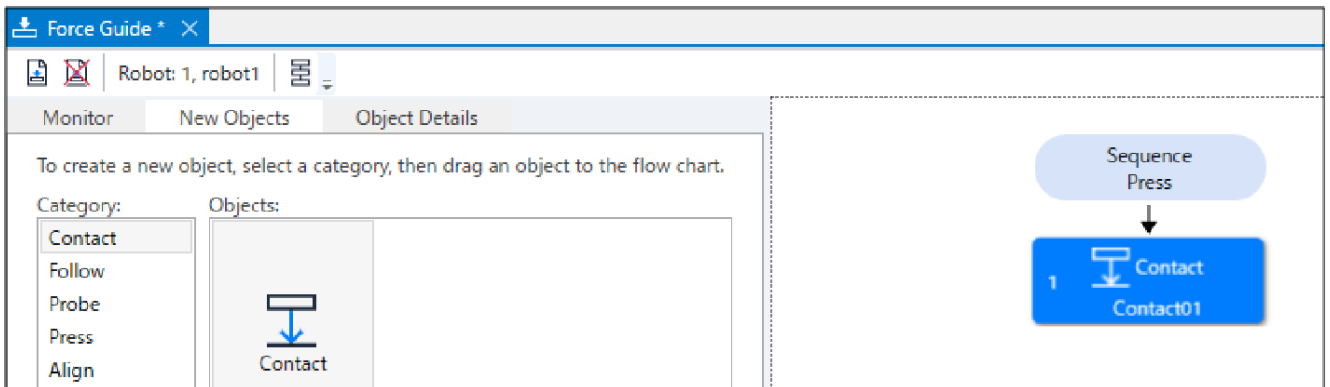 Force Guide *
Robot: 1, robot1
Monitor New Objects Object Details
To create a new object, select a category, then drag an object to the flow chart.
Category: Objects:
Contact
Follow
Probe
Press
Align
Contact
Sequence
Press
1 Contact
Contact01